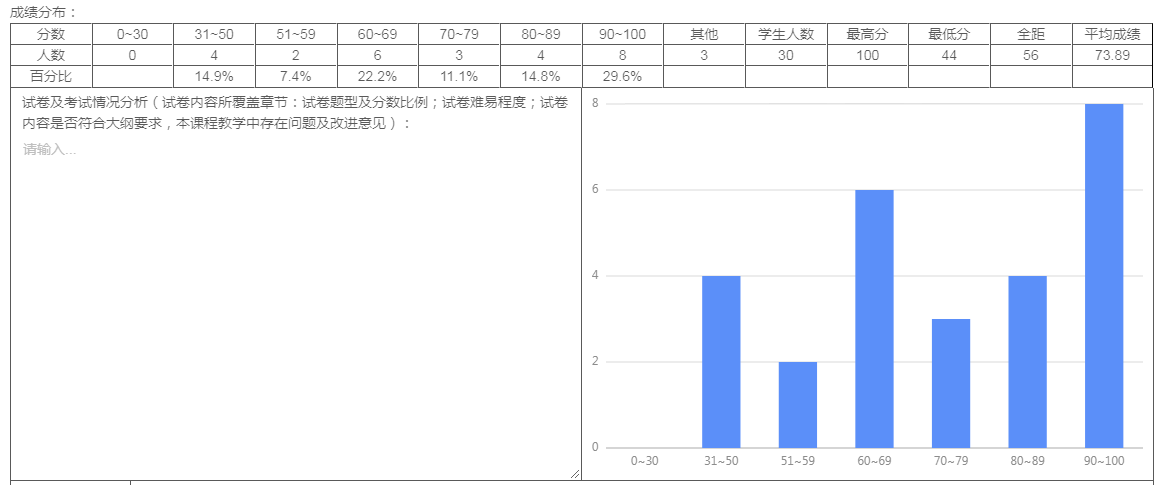 成绩分布：
分数 0~30 31~50 51~59 60~69 70~79 80~89 90~100 其他 学生人数 最高分 最低分 全距 平均成绩
人数 0 4 2 6 3 4 8 3 30 100 44 56 73.89
百分比 14.9% 7.4% 22.2% 11.1% 14.8% 29.6%
试卷及考试情况分析（试卷内容所覆盖章节：试卷题型及分数比例；试卷难易程度；试卷
内容是否符合大纲要求，本课程教学中存在问题及改进意见）：
请输入...
8
6
4
2
0
0~30 31~50 51~59 60~69 70~79 80~89 90~100